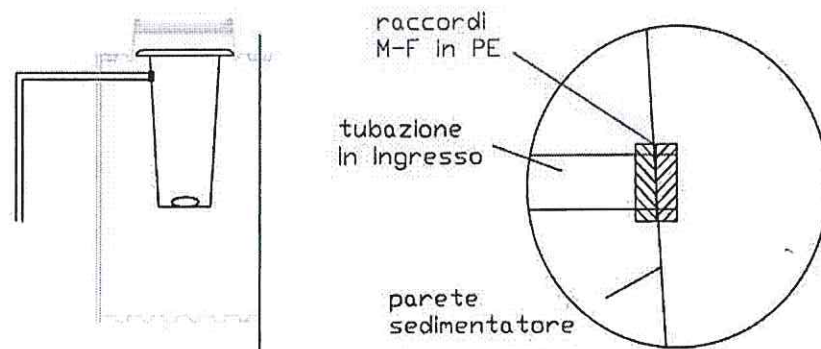 raccordi
M-F in PE
tubazione
in ingresso
parete
sedimentatore